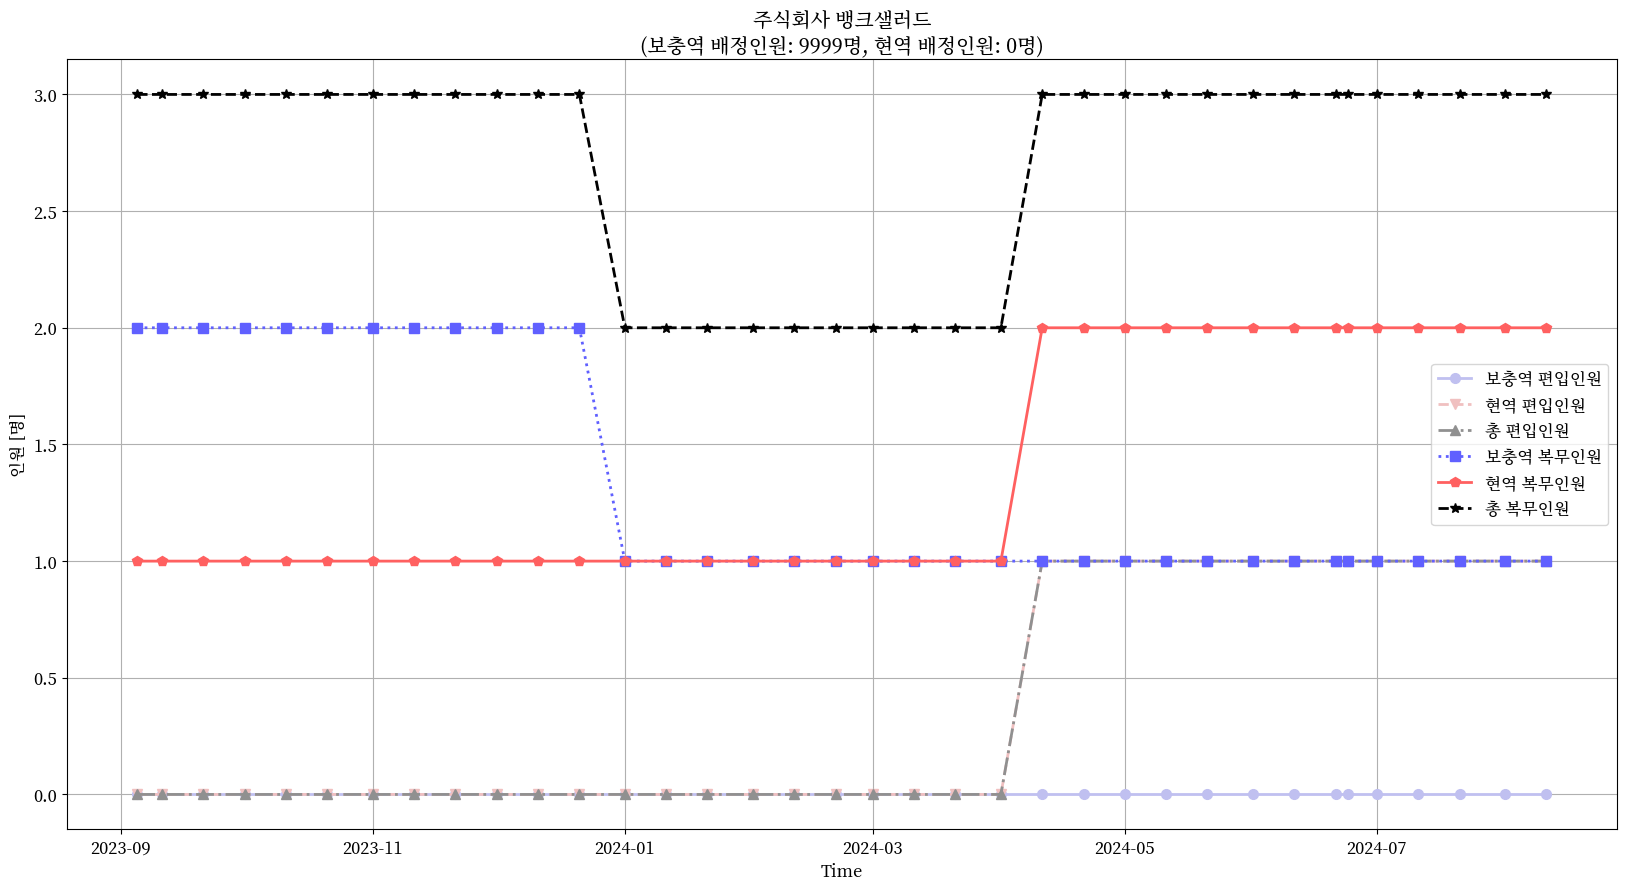 주식회사 뱅크샐러드
(보충역 배정인원: 9999명, 현역 배정인원: 0명)
3.0
2.5
2.0
1.5
1.0
0.5
0.0
인원 [명]
보충역 편입인원
현역 편입인원
총 편입인원
보충역 복무인원
현역 복무인원
총 복무인원
2023-09
2023-11
2024-01
2024-03
2024-05
2024-07
Time